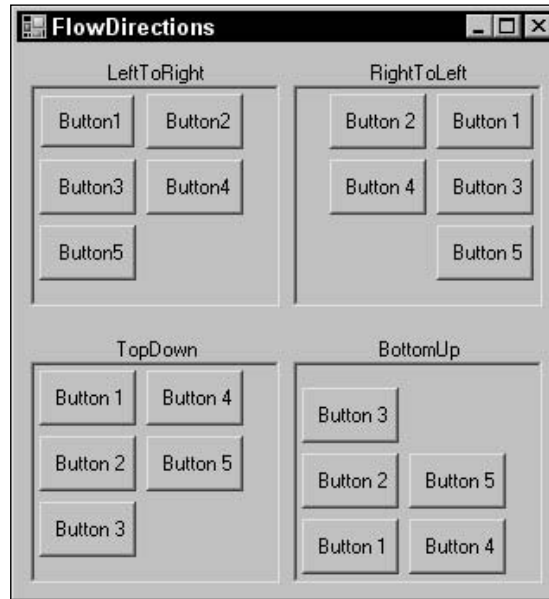 FlowDirections
LeftToRight
Button1 Button2
Button3 Button4
Button5
RightToLeft
Button 2 Button 1
Button 4 Button 3
Button 5
TopDown
Button 1 Button 4
Button 2 Button 5
Button 3
BottomUp
Button 3
Button 2 Button 5
Button 1 Button 4